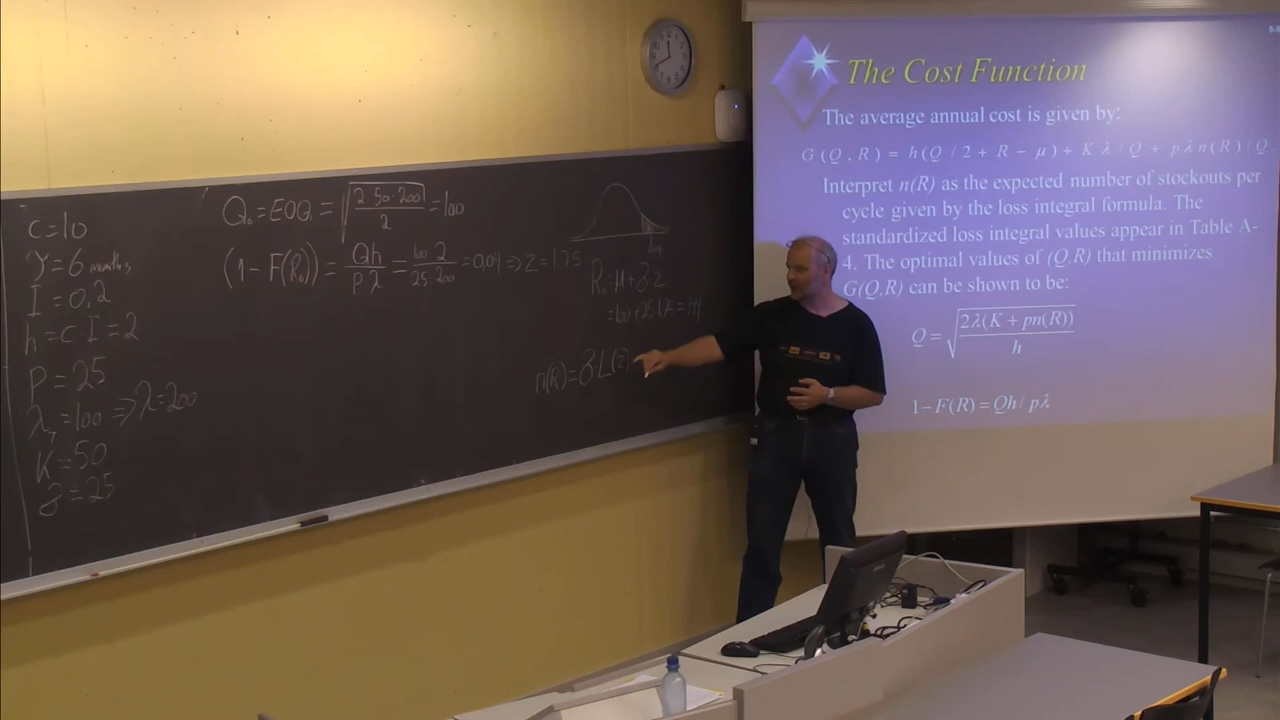 c=10
γ=6 months
I=0,2
h=c·I=2
P=25
=100 ⇒ λ=200
K=50
=25
Q₀=EOQ=√(2·50·200/2)=100
(1-F(R₀))=Qh/pλ=100·2/25·200=0,04⇒z=1.75
R₀=μ+σz
=100+25·1,75=144
n(R)=σ·L(z)
The Cost Function
The average annual cost is given by:
G(Q,R) = h(Q/2+R-μ)+Kλ/Q+pλn(R)/Q
Interpret n(R) as the expected number of stockouts per
cycle given by the loss integral formula. The
standardized loss integral values appear in Table A-
4. The optimal values of (Q,R) that minimizes
G(Q,R) can be shown to be:
Q=√(2λ(K+pn(R))/h)
1-F(R)=Qh/pλ